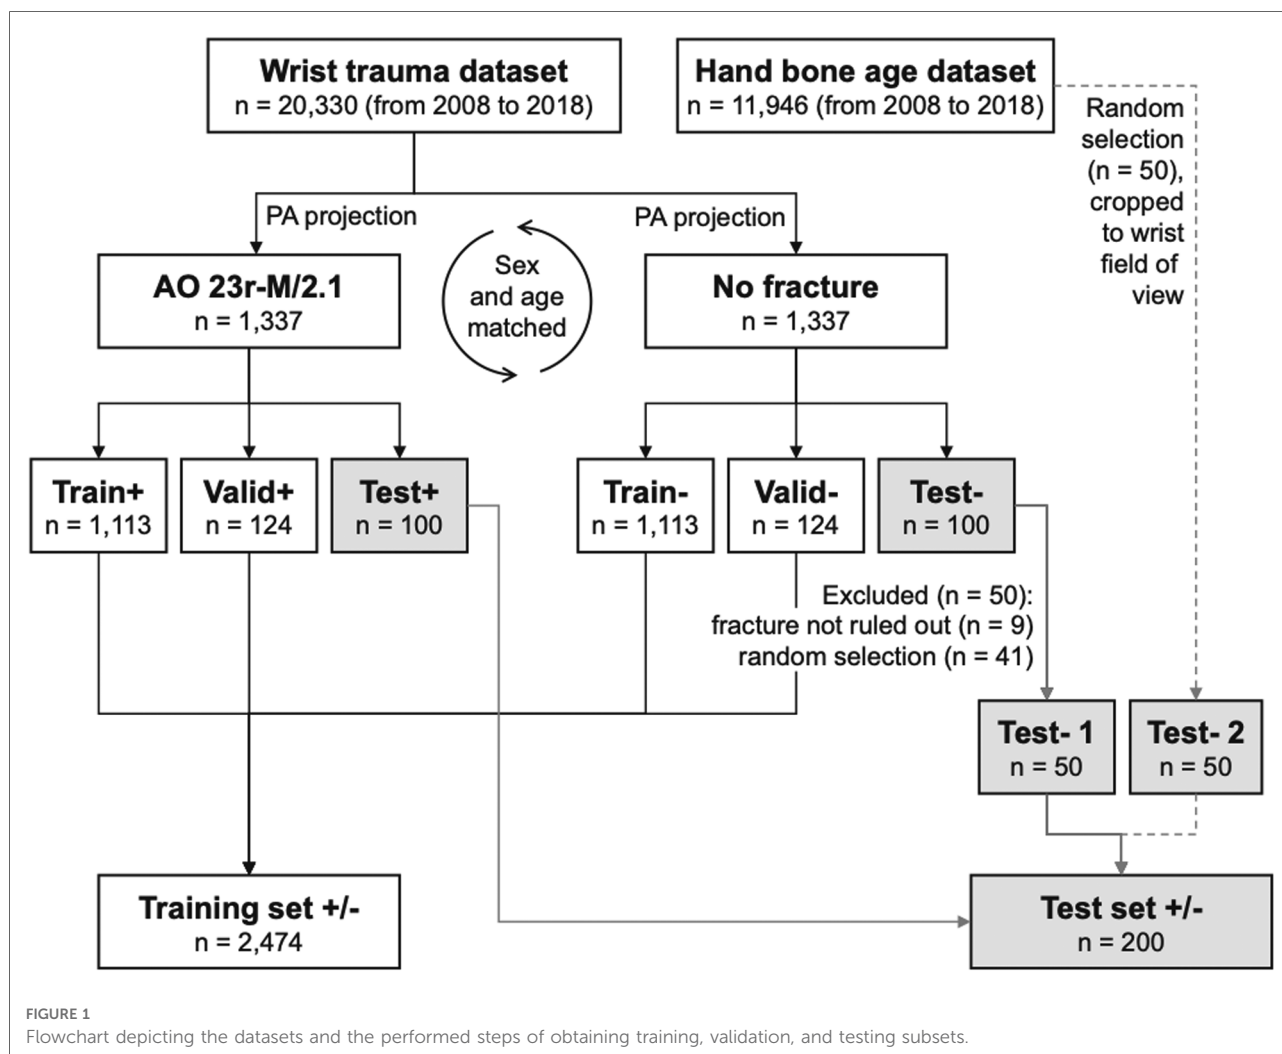 Wrist trauma dataset
n = 20,330 (from 2008 to 2018)
Hand bone age dataset
n = 11,946 (from 2008 to 2018)
Random
selection
(n = 50),
cropped
to wrist
field of
view
PA projection
PA projection
Sex
and age
matched
AO 23r-M/2.1
n = 1,337
No fracture
n = 1,337
Train+
n = 1,113
Valid+
n = 124
Test+
n = 100
Train-
n = 1,113
Valid-
n = 124
Test-
n = 100
Excluded (n = 50):
fracture not ruled out (n = 9)
random selection (n = 41)
Test- 1
n = 50
Test- 2
n = 50
Training set +/-
n = 2,474
Test set +/-
n = 200
FIGURE 1
Flowchart depicting the datasets and the performed steps of obtaining training, validation, and testing subsets.